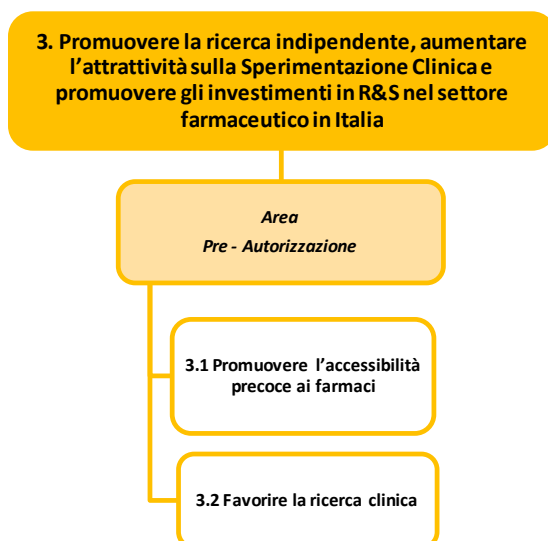 3. Promuovere la ricerca indipendente, aumentare
l'attrattività sulla Sperimentazione Clinica e
promuovere gli investimenti in R&S nel settore
farmaceutico in Italia
Area
Pre - Autorizzazione
3.1 Promuovere l'accessibilità
precoce ai farmaci
3.2 Favorire la ricerca clinica